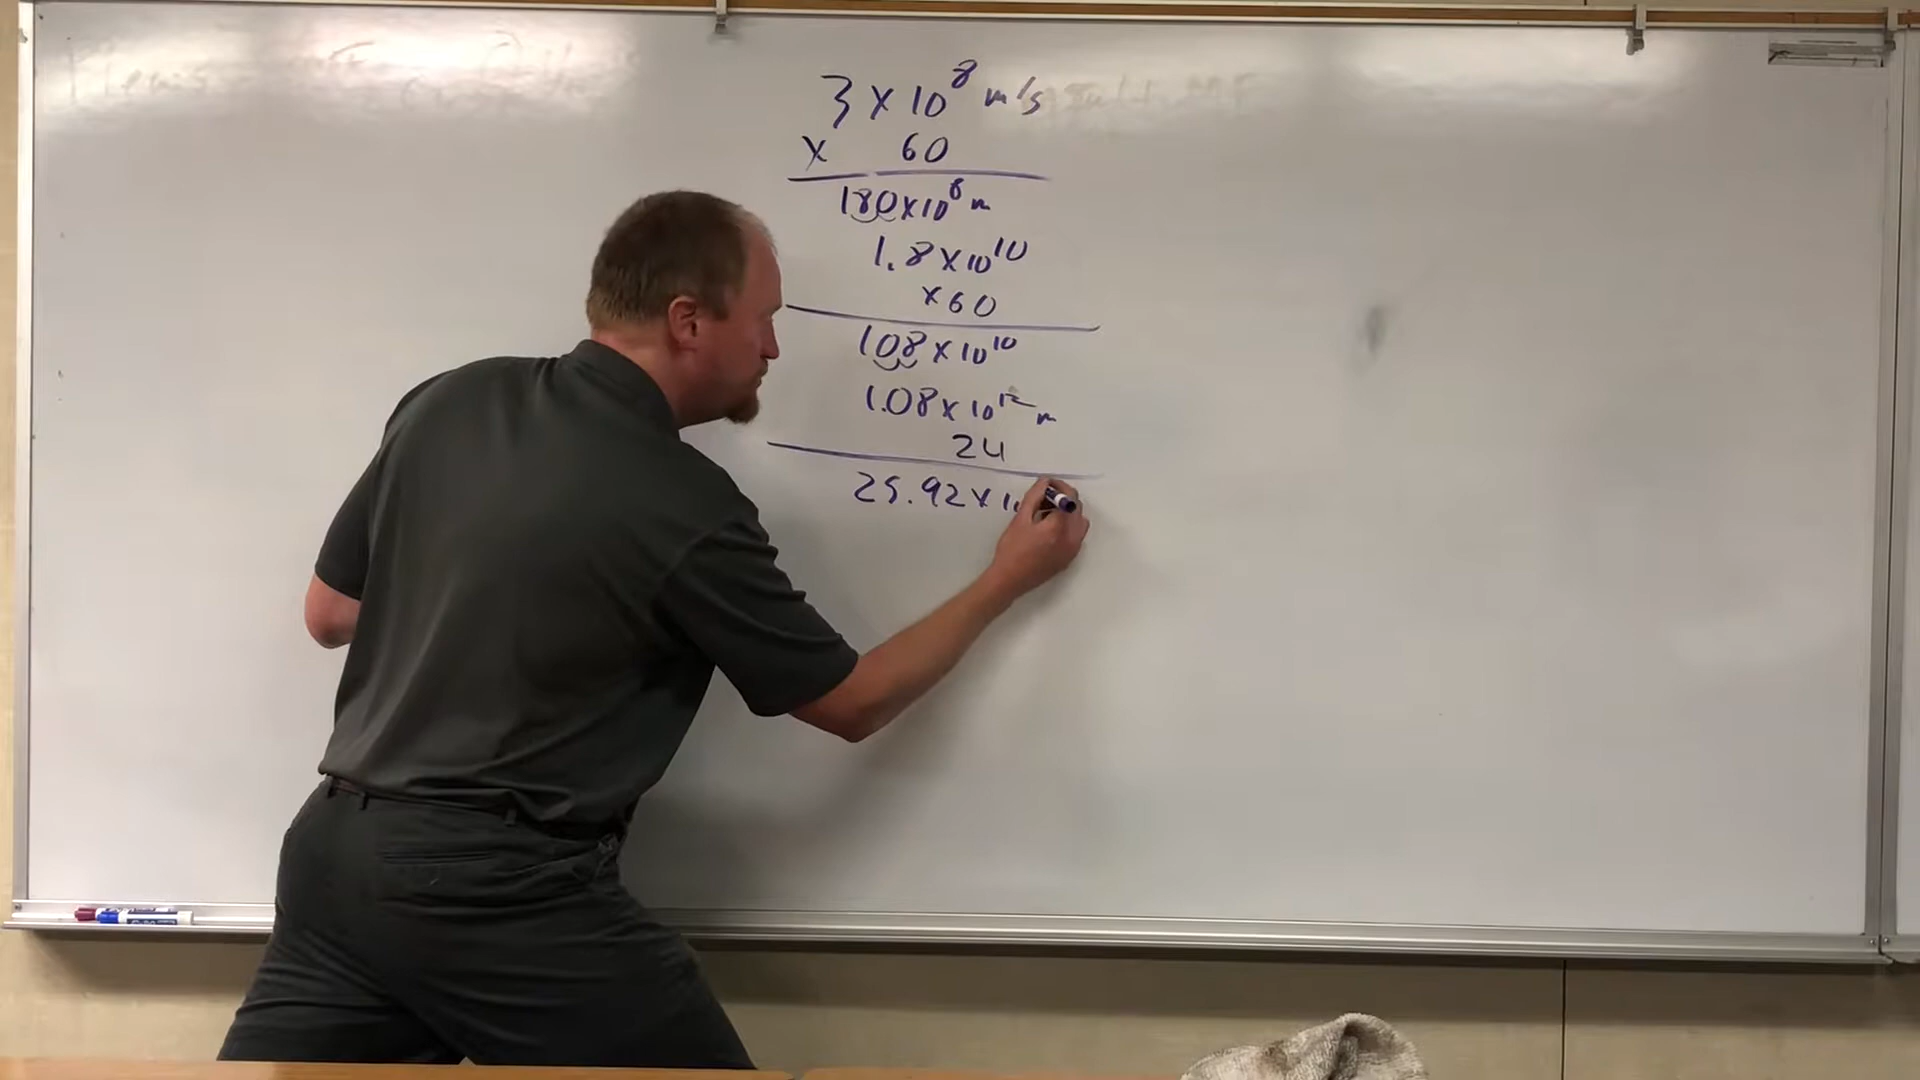 3 × 10⁸ m/s
× 60
180×10⁸ m
1.8×10¹⁰
×60
108×10¹⁰
1.08×10¹² m
24
25.92×10